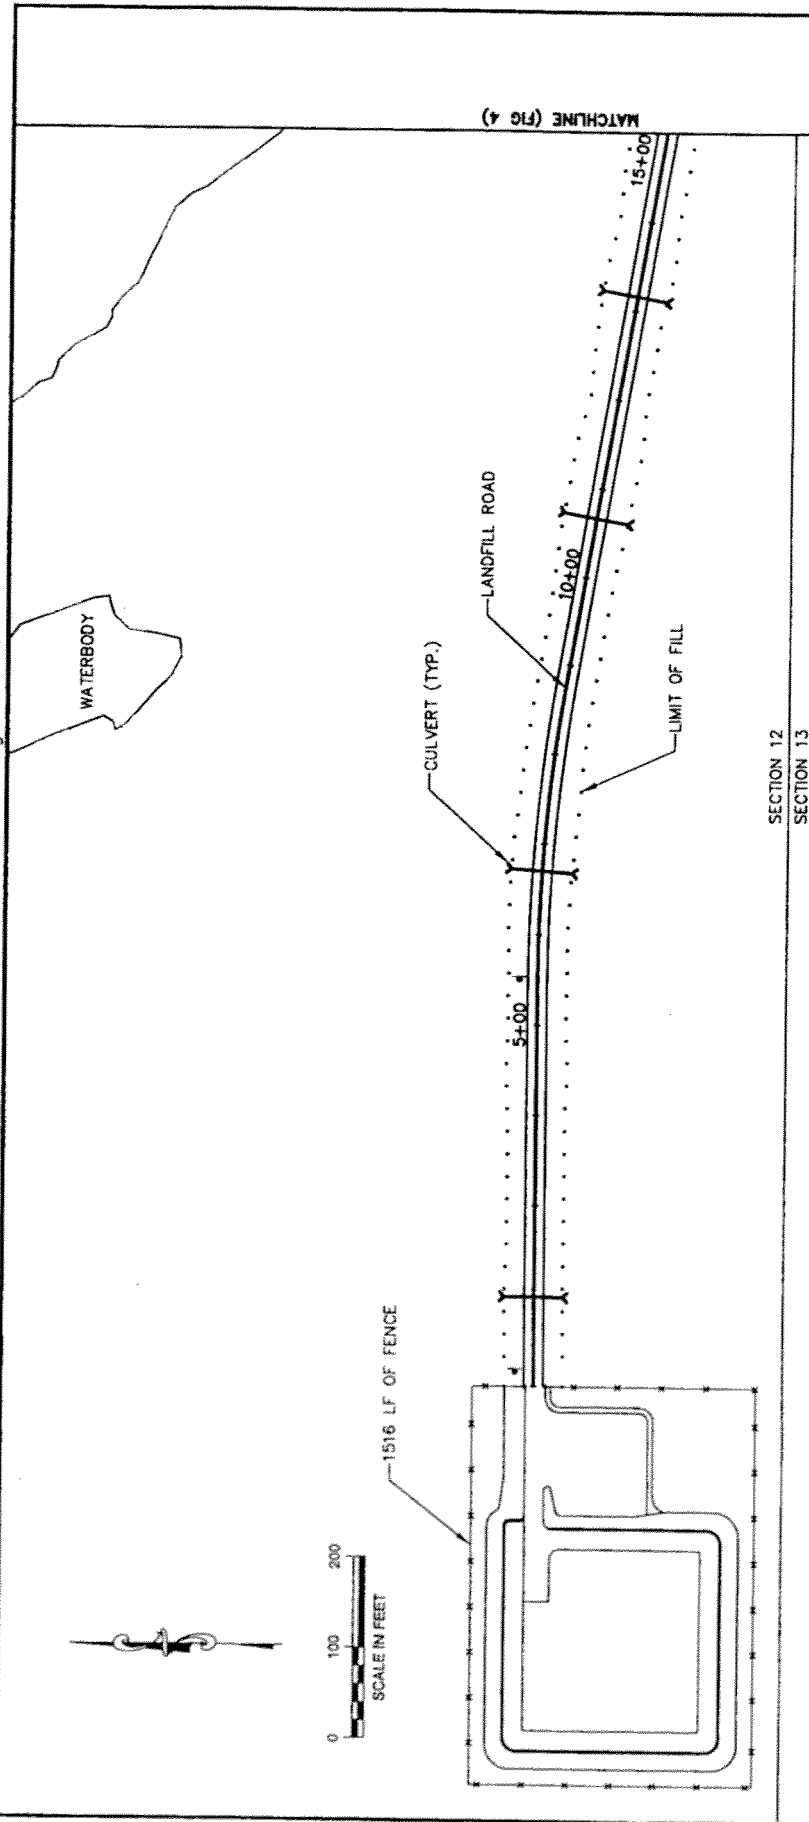 MATCHLINE (FIG 4)
15+00
LANDFILL ROAD
10+00
WATERBODY
CULVERT (TYP.)
LIMIT OF FILL
SECTION 12
SECTION 13
5+00
1516 LF OF FENCE
0 100 200
SCALE IN FEET